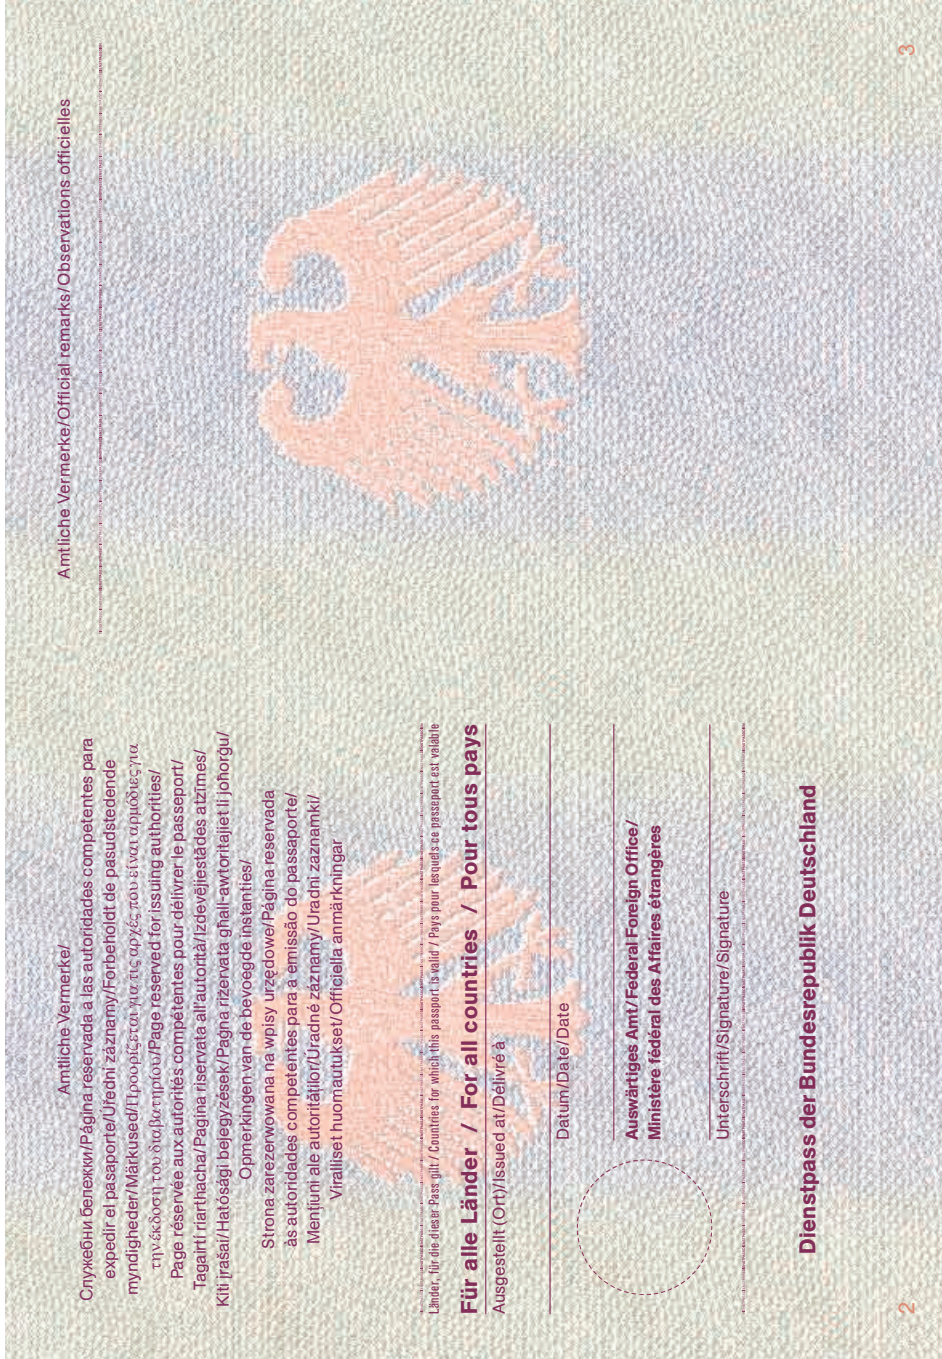 Amtliche Vermerke/
Служебни бележки/Página reservada a las autoridades competentes para
expedir el pasaporte/Úřední záznamy/Forbeholdt de pasudstedende
myndigheder/Märkused/Προορίζεται για τις αρχές που είναι αρμόδιες για
την έκδοση του διαβατηρίου/Page reserved for issuing authorities/
Page réservée aux autorités compétentes pour délivrer le passeport/
Tagairtí riarthacha/Pagina riservata all'autorità/Izdevējiestādes atzīmes/
Kiti įrašai/Hatósági bejegyzések/Paġna riżervata għall-awtoritajiet li joħorġu/
Opmerkingen van de bevoegde instanties/
Strona zarezerwowana na wpisy urzędowe/Página reservada
às autoridades competentes para a emissão do passaporte/
Mențiuni ale autorităților/Úradné záznamy/Uradni zaznamki/
Viralliset huomautukset/Officiella anmärkningar
Länder, für die dieser Pass gilt / Countries for which this passport is valid / Pays pour lesquels ce passeport est valable
Für alle Länder / For all countries / Pour tous pays
Ausgestellt (Ort)/Issued at/Délivré à
Datum/Date/Date
Auswärtiges Amt/Federal Foreign Office/
Ministère fédéral des Affaires étrangères
Unterschrift/Signature/Signature
Dienstpass der Bundesrepublik Deutschland
2
Amtliche Vermerke/Official remarks/Observations officielles
3